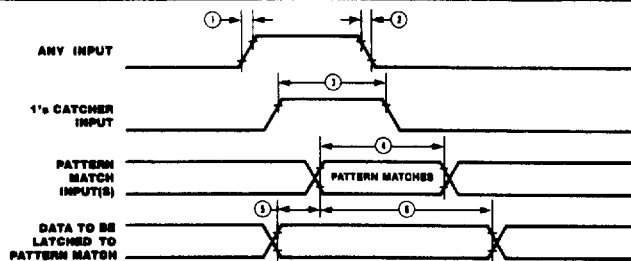 1
2
ANY INPUT
3
1's CATCHER
INPUT
4
PATTERN
MATCH
INPUT(S)
PATTERN MATCHES
5
6
DATA TO BE
LATCHED TO
PATTERN MATCH